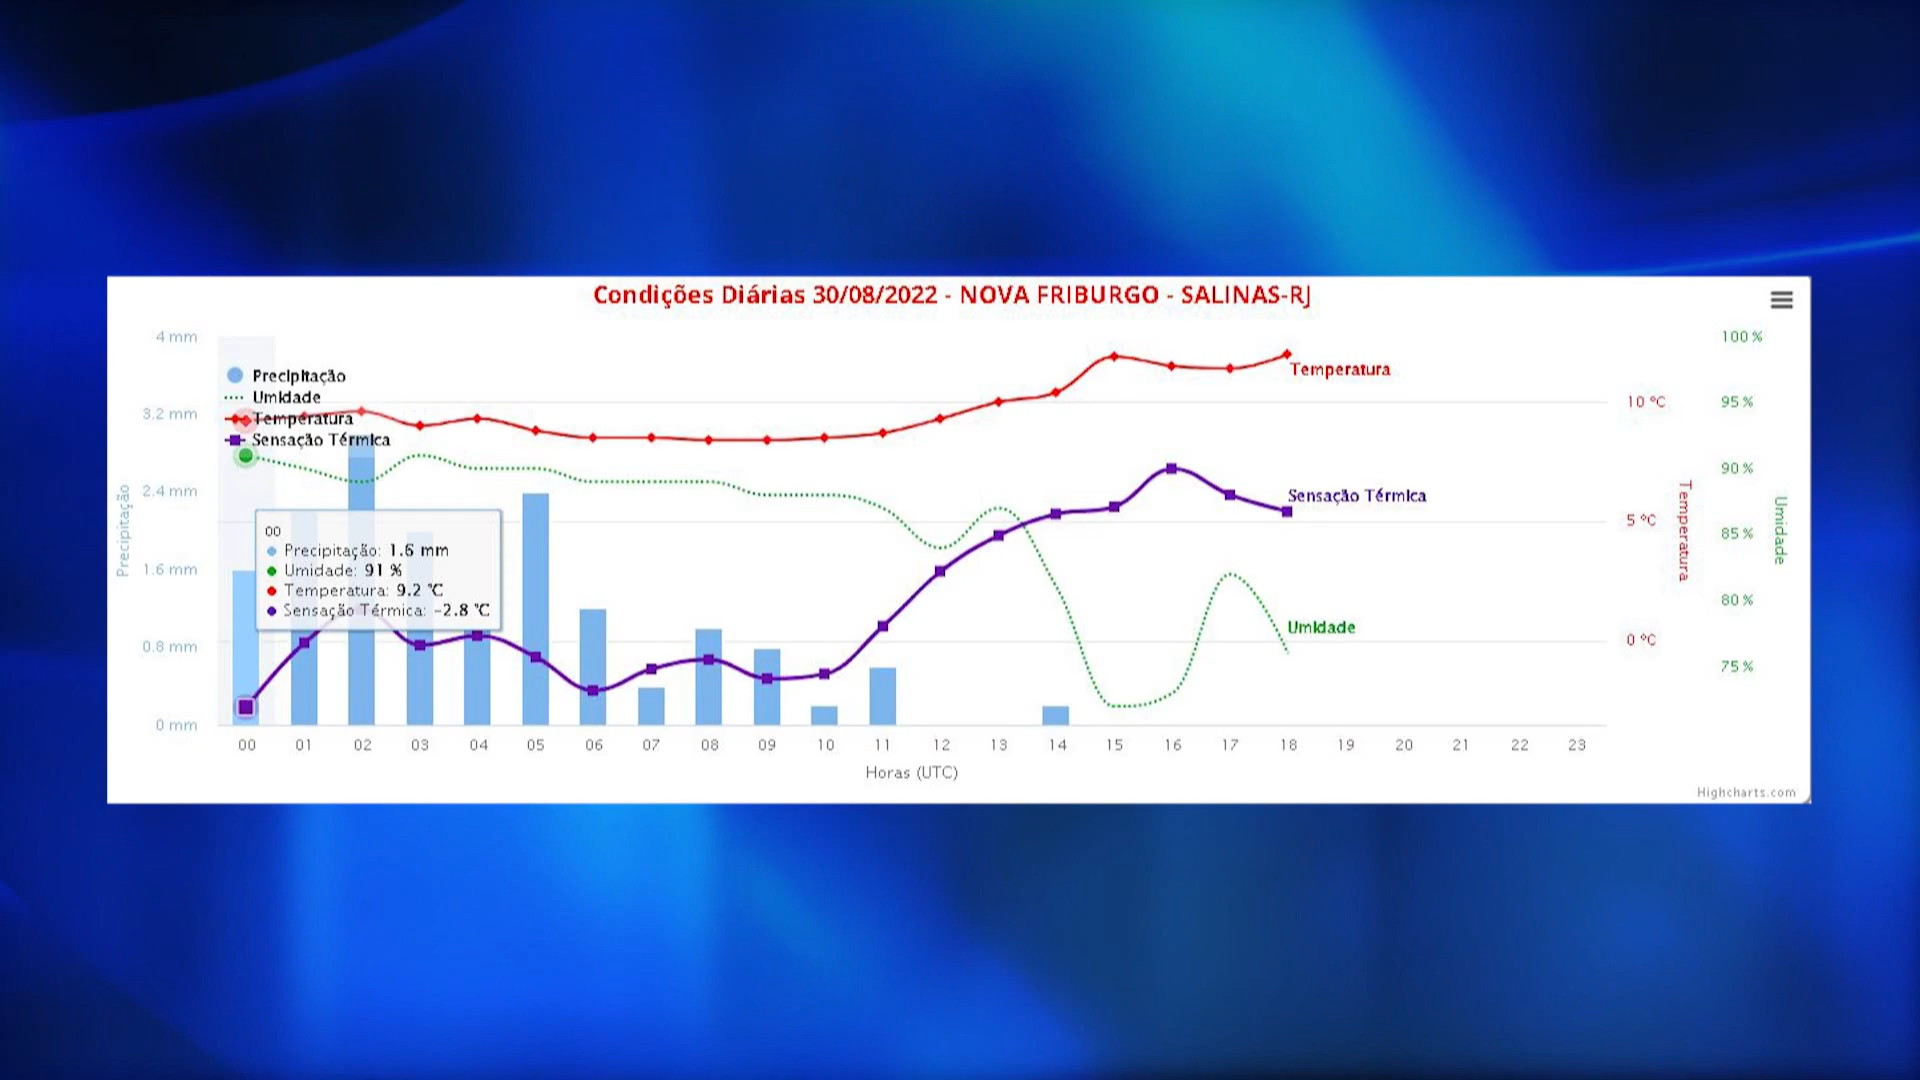 Condições Diárias 30/08/2022 - NOVA FRIBURGO - SALINAS-RJ
4 mm
3.2 mm
2.4 mm
1.6 mm
0.8 mm
0 mm
Precipitação
Precipitação
Umidade
Temperatura
Sensação Térmica
00
Precipitação: 1.6 mm
Umidade: 91 %
Temperatura: 9.2 °C
Sensação Térmica: -2.8 °C
Temperatura
Sensação Térmica
Umidade
10 °C
5 °C
0 °C
Temperatura
100 %
95 %
90 %
85 %
80 %
75 %
Umidade
00 01 02 03 04 05 06 07 08 09 10 11 12 13 14 15 16 17 18 19 20 21 22 23
Horas (UTC)
Highcharts.com